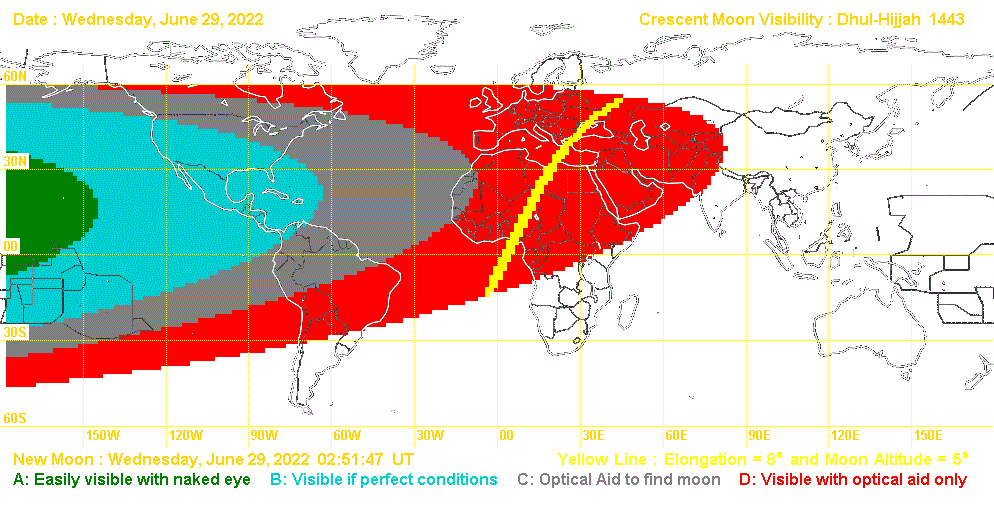 Date : Wednesday, June 29, 2022
Crescent Moon Visibility : Dhul-Hijjah 1443
60N
30N
00
30S
60S
150W 120W 90W 60W 30W 00 30E 60E 90E 120E 150E
New Moon : Wednesday, June 29, 2022 02:51:47 UT
Yellow Line : Elongation = 8° and Moon Altitude = 5°
A: Easily visible with naked eye B: Visible if perfect conditions C: Optical Aid to find moon D: Visible with optical aid only